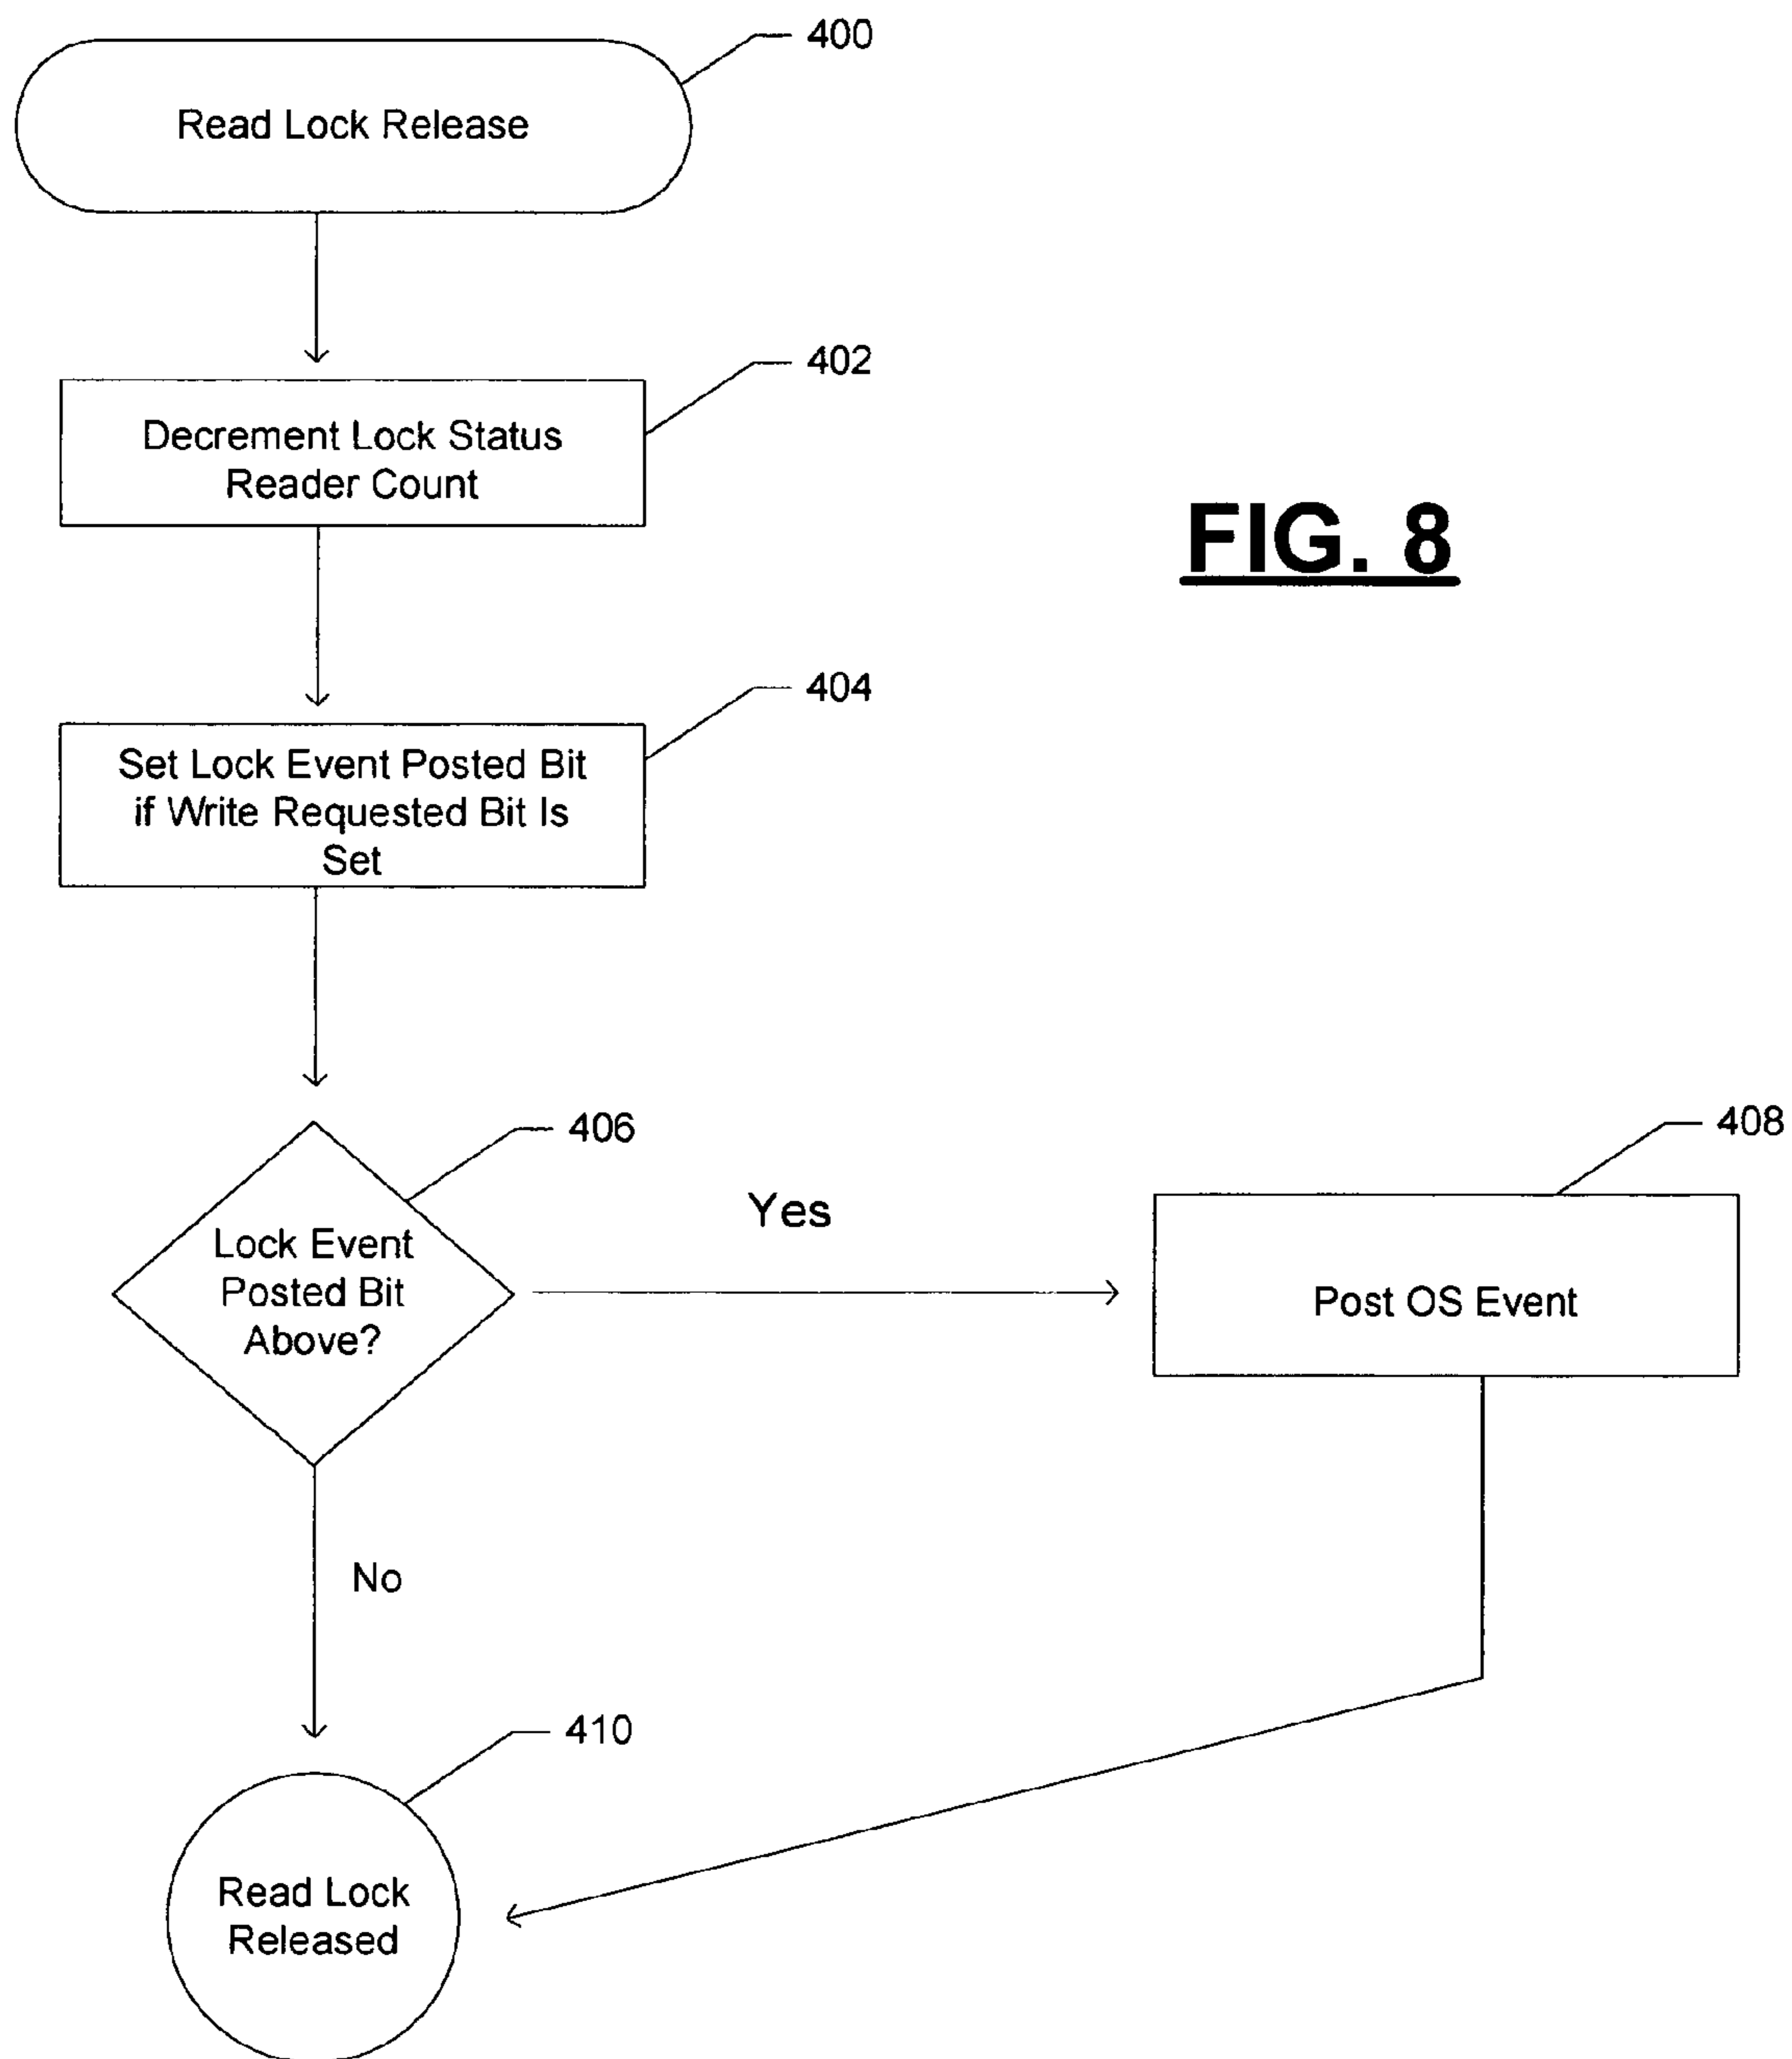 400
Read Lock Release
402
Decrement Lock Status
Reader Count
FIG. 8
404
Set Lock Event Posted Bit
if Write Requested Bit Is
Set
406
408
Yes
Lock Event
Posted Bit
Above?
Post OS Event
No
410
Read Lock
Released